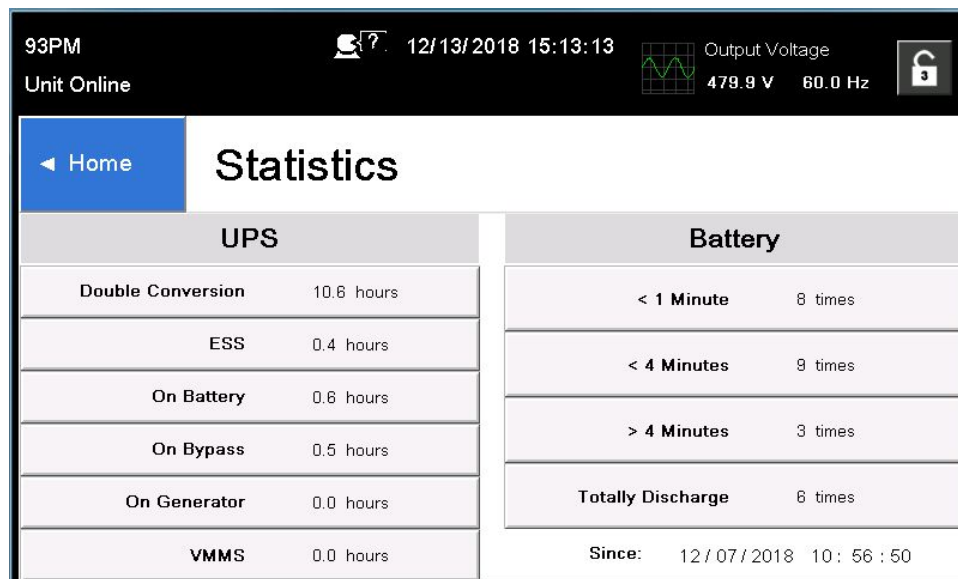 93PM
? 12/13/2018 15:13:13
Output Voltage
Unit Online
479.9 V 60.0 Hz
3
◄ Home
Statistics
UPS
Double Conversion 10.6 hours
ESS 0.4 hours
On Battery 0.6 hours
On Bypass 0.5 hours
On Generator 0.0 hours
VMMS 0.0 hours
Battery
< 1 Minute 8 times
< 4 Minutes 9 times
> 4 Minutes 3 times
Totally Discharge 6 times
Since: 12/07/2018 10:56:50